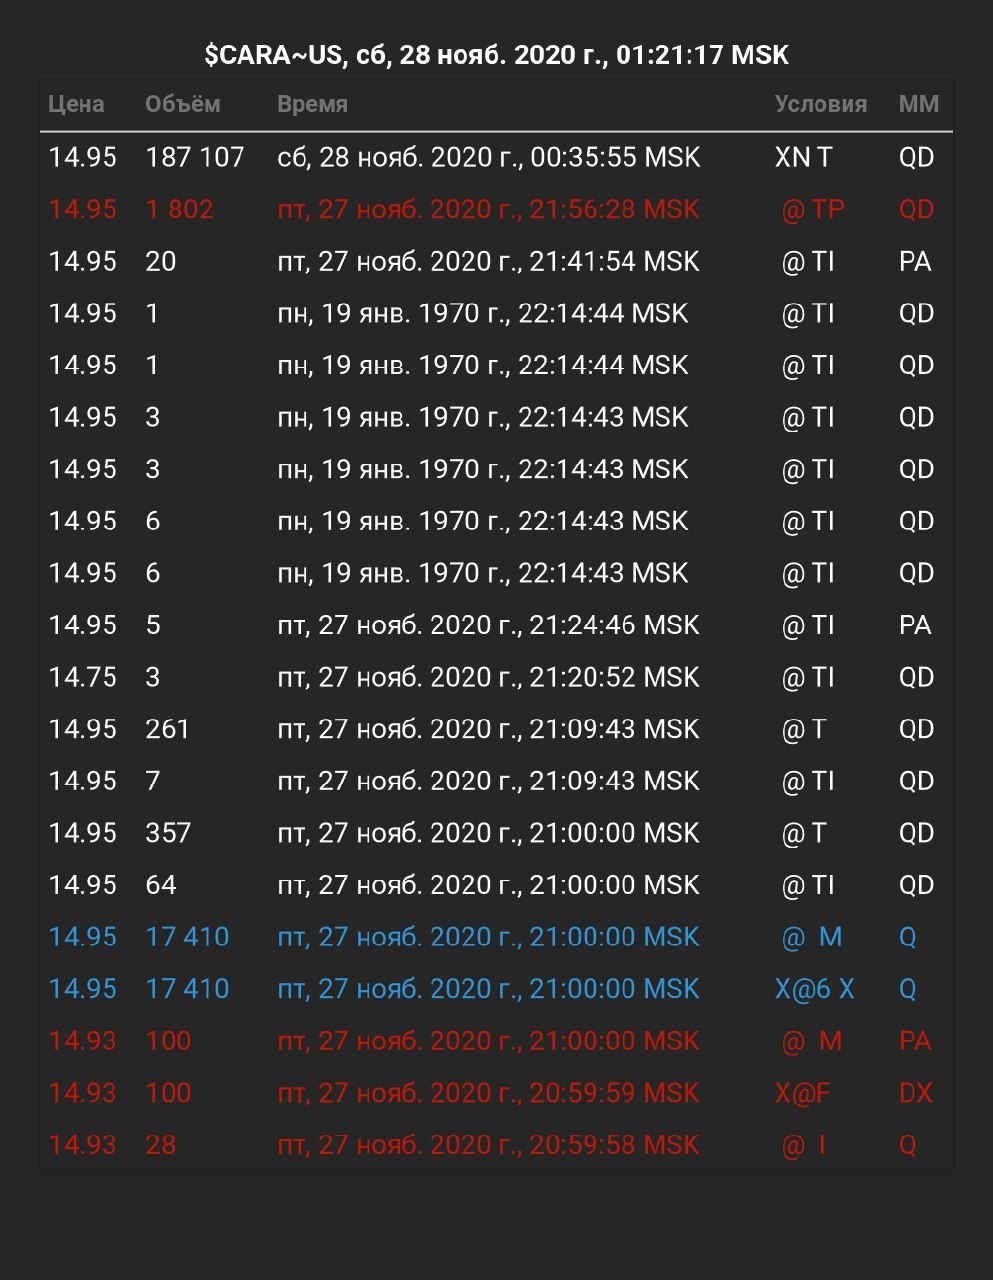 $CARA~US, сб, 28 нояб. 2020 г., 01:21:17 MSK
Цена Объём Время Условия ММ
14.95 187 107 сб, 28 нояб. 2020 г., 00:35:55 MSK XN T QD
14.95 1 802 пт, 27 нояб. 2020 г., 21:56:28 MSK @ TP QD
14.95 20 пт, 27 нояб. 2020 г., 21:41:54 MSK @ TI PA
14.95 1 пн, 19 янв. 1970 г., 22:14:44 MSK @ TI QD
14.95 1 пн, 19 янв. 1970 г., 22:14:44 MSK @ TI QD
14.95 3 пн, 19 янв. 1970 г., 22:14:43 MSK @ TI QD
14.95 3 пн, 19 янв. 1970 г., 22:14:43 MSK @ TI QD
14.95 6 пн, 19 янв. 1970 г., 22:14:43 MSK @ TI QD
14.95 6 пн, 19 янв. 1970 г., 22:14:43 MSK @ TI QD
14.95 5 пт, 27 нояб. 2020 г., 21:24:46 MSK @ TI PA
14.75 3 пт, 27 нояб. 2020 г., 21:20:52 MSK @ TI QD
14.95 261 пт, 27 нояб. 2020 г., 21:09:43 MSK @ T QD
14.95 7 пт, 27 нояб. 2020 г., 21:09:43 MSK @ TI QD
14.95 357 пт, 27 нояб. 2020 г., 21:00:00 MSK @ T QD
14.95 64 пт, 27 нояб. 2020 г., 21:00:00 MSK @ TI QD
14.95 17 410 пт, 27 нояб. 2020 г., 21:00:00 MSK @ M Q
14.95 17 410 пт, 27 нояб. 2020 г., 21:00:00 MSK X@6 X Q
14.93 100 пт, 27 нояб. 2020 г., 21:00:00 MSK @ M PA
14.93 100 пт, 27 нояб. 2020 г., 20:59:59 MSK X@F DX
14.93 28 пт, 27 нояб. 2020 г., 20:59:58 MSK @ I Q